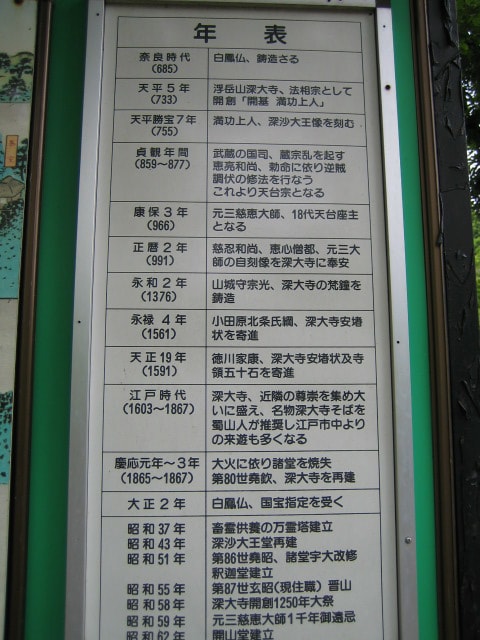 年表
奈良時代
(685)
白鳳仏、鋳造さる
天平5年
(733)
浮岳山深大寺、法相宗として
開創「開基 満功上人」
天平勝宝7年
(755)
満功上人、深沙大王像を刻む
貞観年間
(859〜877)
武蔵の国司、蔵宗乱を起す
恵亮和尚、勅命に依り逆賊
調伏の修法を行なう
これより天台宗となる
康保3年
(966)
元三慈恵大師、18代天台座主
となる
正暦2年
(991)
慈忍和尚、恵心僧都、元三大
師の自刻像を深大寺に奉安
永和2年
(1376)
山城守宗光、深大寺の梵鐘を
鋳造
永禄4年
(1561)
小田原北条氏綱、深大寺安堵
状を寄進
天正19年
(1591)
徳川家康、深大寺安堵状及寺
領五十石を寄進
江戸時代
(1603〜1867)
深大寺、近隣の尊崇を集め大
いに盛え、名物深大寺そばを
蜀山人が推奨し江戸市中より
の来遊も多くなる
慶応元年〜3年
(1865〜1867)
大火に依り諸堂を焼失
第80世堯欽、深大寺を再建
大正2年
白鳳仏、国宝指定を受く
昭和37年
畜霊供養の万霊塔建立
昭和43年
深沙大王堂再建
昭和51年
第86世堯昭、諸堂宇大改修
釈迦堂建立
昭和55年
第87世玄昭(現住職)晋山
昭和58年
深大寺開創1250年大祭
昭和59年
元三慈恵大師1千年御遠忌
昭和62年
開山堂建立